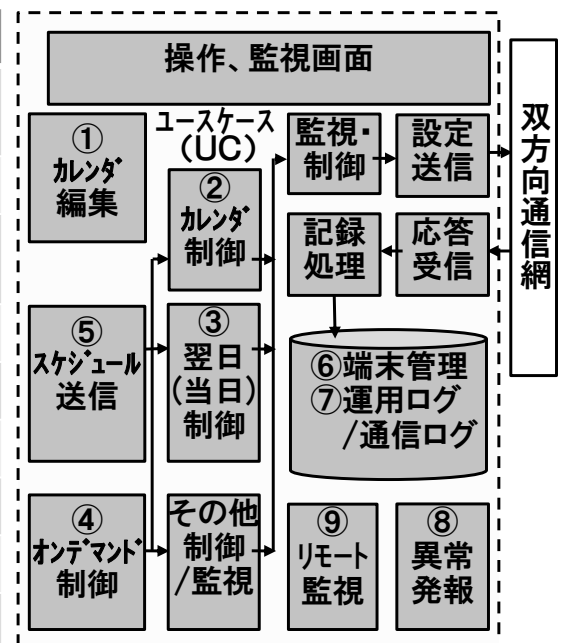 操作、監視画面
ユースケース
(UC)
①
ｶﾚﾝﾀﾞ
編集
②
ｶﾚﾝﾀﾞ
制御
監視・
制御
設定
送信
双方向通信網
記録
処理
応答
受信
⑤
ｽｹｼﾞｭｰﾙ
送信
③
翌日
(当日)
制御
⑥端末管理
⑦運用ログ
/通信ログ
④
ｵﾝﾃﾞﾏﾝﾄﾞ
制御
その他
制御
/監視
⑨
ﾘﾓｰﾄ
監視
⑧
異常
発報